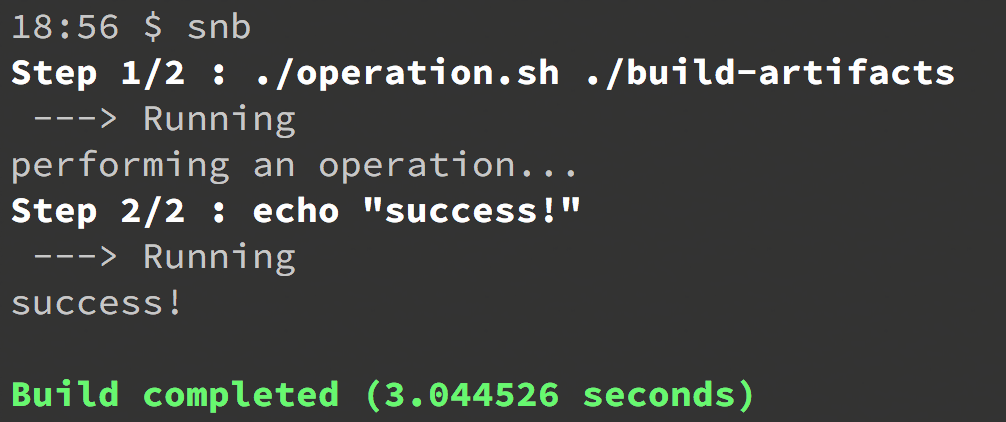 18:56 $ snb
Step 1/2 : ./operation.sh ./build-artifacts
 ---> Running
performing an operation...
Step 2/2 : echo "success!"
 ---> Running
success!

Build completed (3.044526 seconds)